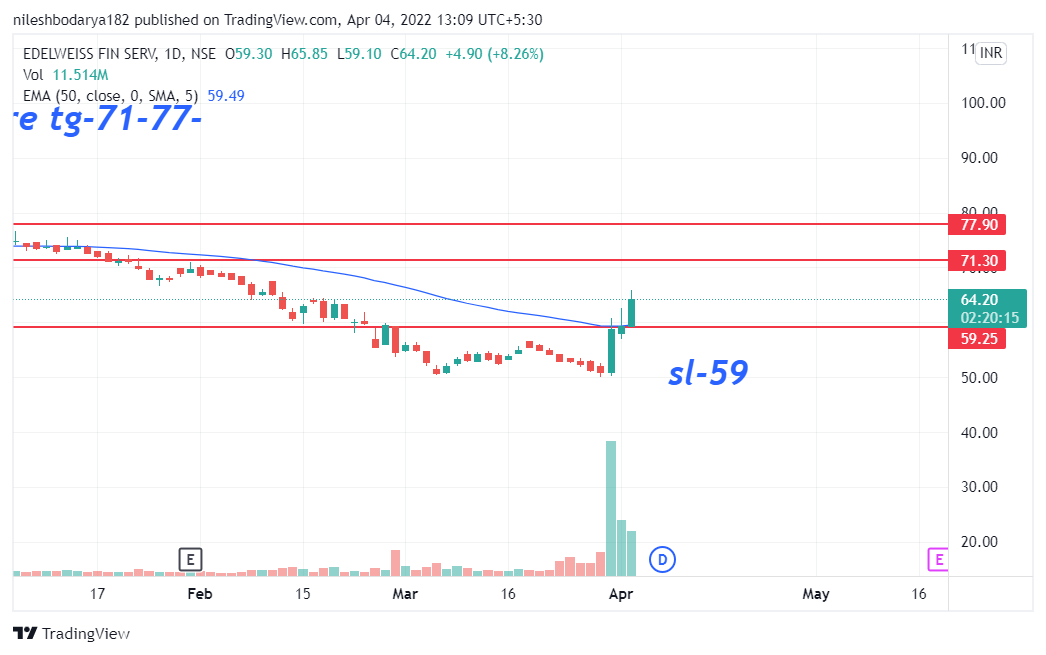 nileshbodarya182 published on TradingView.com, Apr 04, 2022 13:09 UTC+5:30
EDELWEISS FIN SERV, 1D, NSE O59.30 H65.85 L59.10 C64.20 +4.90 (+8.26%)
INR
Vol 11.514M
EMA (50, close, 0, SMA, 5) 59.49
tg-71-77-
100.00
90.00
80.00
77.90
71.30
64.20
02:20:15
59.25
sl-59
50.00
40.00
30.00
20.00
E D E
17 Feb 15 Mar 16 Apr May 16
TradingView